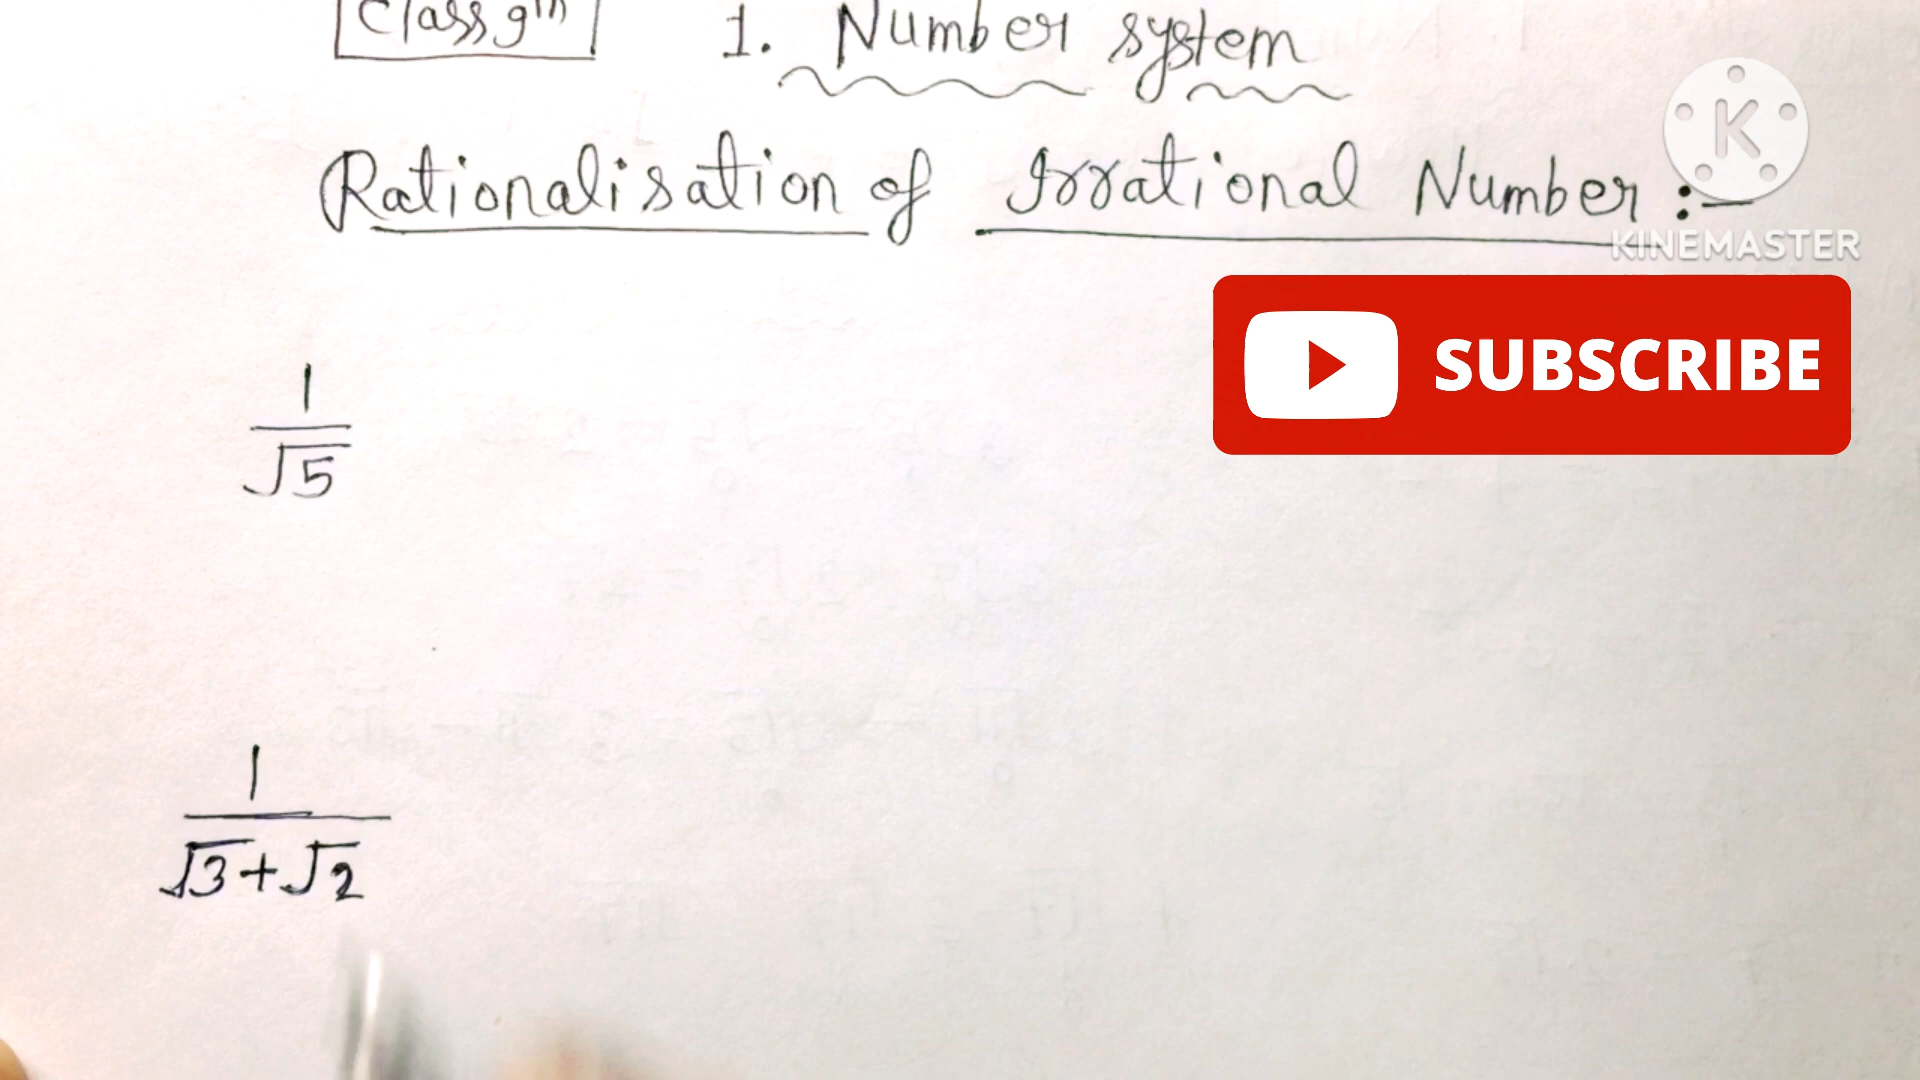 Class 9th
1. Number system
Rationalisation of Irrational Number :-
KINEMASTER
SUBSCRIBE
1
√5
1
√3+√2